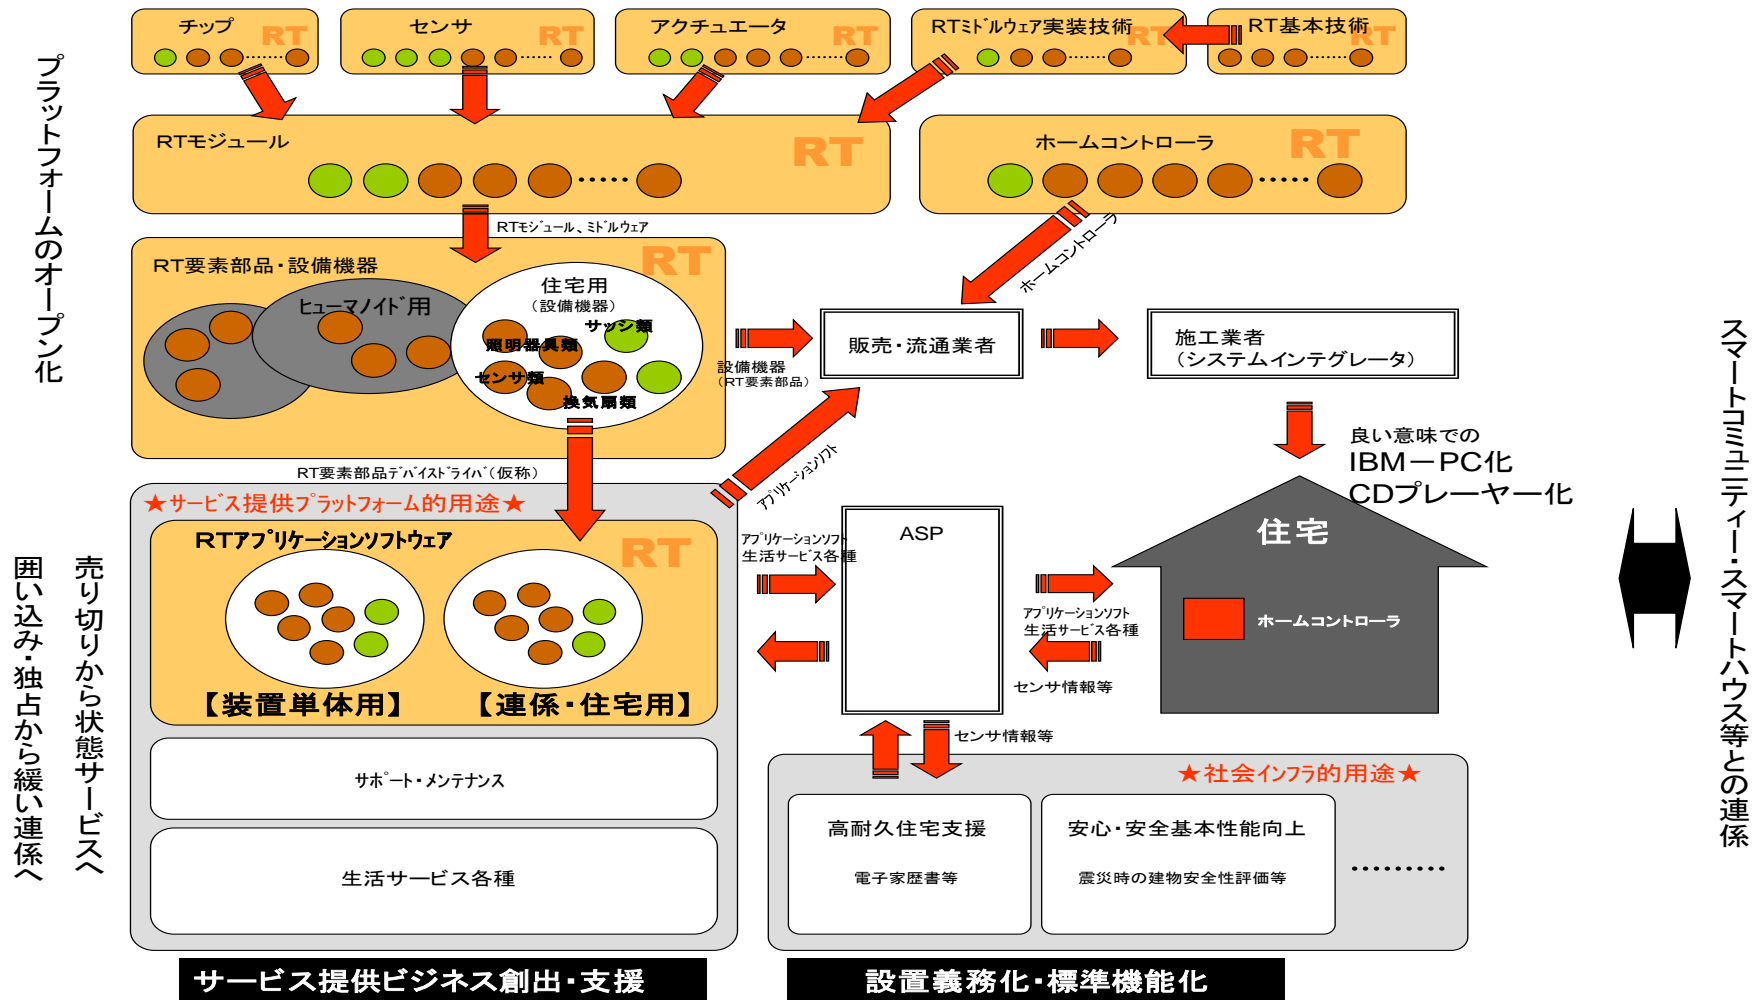 チップ
RT
センサ
RT
アクチュエータ
RT
RTミドルウェア実装技術
RT
RT基本技術
RT
プラットフォームのオープン化
RTモジュール
RT
ホームコントローラ
RT
RTモジュール、ミドルウェア
ホームコントローラ
RT要素部品・設備機器
RT
ヒューマノイド用
住宅用
(設備機器)
サッシ類
照明器具類
センサ類
換気扇類
設備機器
(RT要素部品)
販売・流通業者
施工業者
(システムインテグレータ)
良い意味での
IBM－PC化
CDプレーヤー化
RT要素部品デバイスドライバ(仮称)
アプリケーションソフト
★サービス提供プラットフォーム的用途★
RTアプリケーションソフトウェア
RT
【装置単体用】
【連係・住宅用】
アプリケーションソフト
生活サービス各種
ASP
アプリケーションソフト
生活サービス各種
センサ情報等
住宅
ホームコントローラ
センサ情報等
サポート・メンテナンス
生活サービス各種
★社会インフラ的用途★
高耐久住宅支援
電子家歴書等
安心・安全基本性能向上
震災時の建物安全性評価等
………
売り切りから状態サービスへ
囲い込み・独占から緩い連係へ
スマートコミュニティー・スマートハウス等との連係
サービス提供ビジネス創出・支援
設置義務化・標準機能化